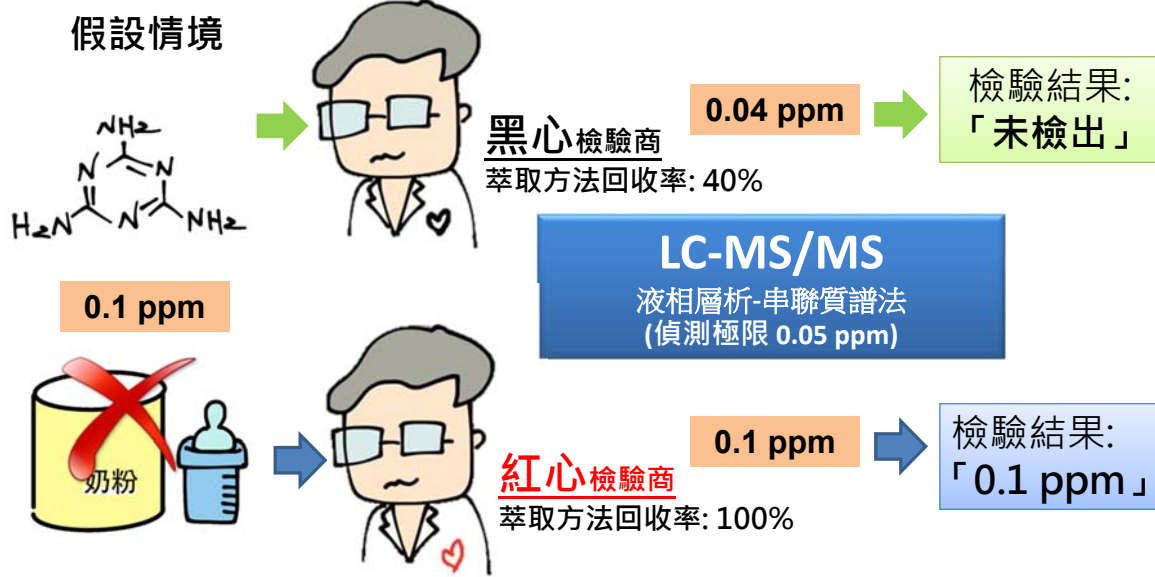 假設情境
NH2
N
N
H2N
N
NH2
0.1 ppm
奶粉
黑心檢驗商
萃取方法回收率: 40%
0.04 ppm
檢驗結果:
「未檢出」
LC-MS/MS
液相層析-串聯質譜法
(偵測極限 0.05 ppm)
紅心檢驗商
萃取方法回收率: 100%
0.1 ppm
檢驗結果:
「0.1 ppm」